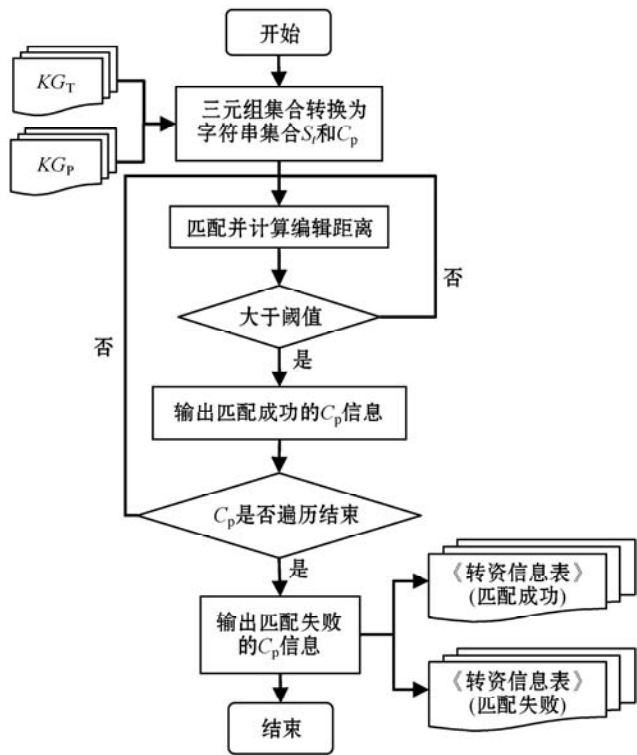 开始
KG_T
KG_P
三元组集合转换为
字符串集合S_t和C_p
匹配并计算编辑距离
否
大于阈值
否
是
输出匹配成功的C_p信息
C_p是否遍历结束
是
《转资信息表》
(匹配成功)
输出匹配失败
的C_p信息
《转资信息表》
(匹配失败)
结束